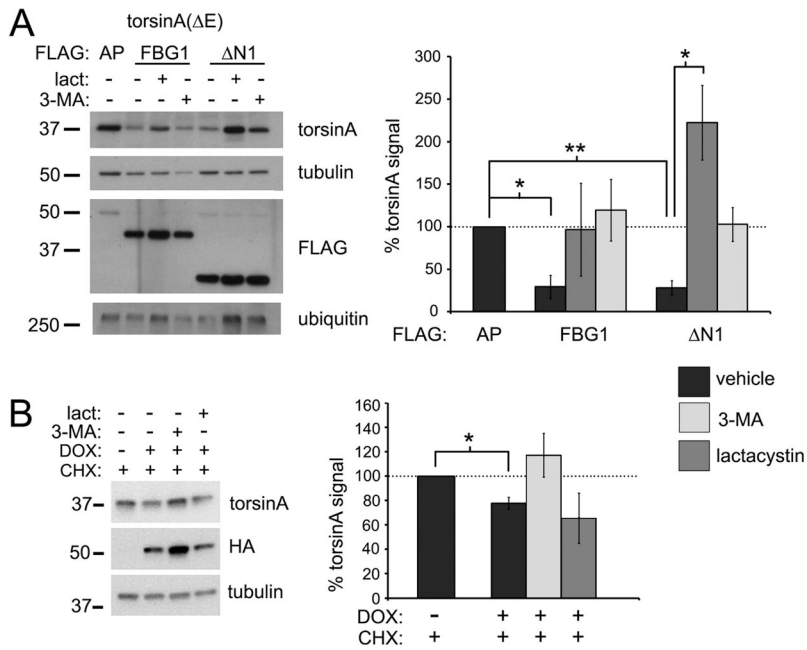 A
torsinA(ΔE)
FLAG: AP FBG1 ΔN1
lact: - - + - - + -
3-MA: - - - + - - +
37 torsinA
50 tubulin
50
37 FLAG
250 ubiquitin
% torsinA signal
300
250
200
150
100
50
0
* ** *
FLAG: AP FBG1 ΔN1
vehicle
3-MA
lactacystin
B
lact: - - - +
3-MA: - - + -
DOX: - + + +
CHX: + + + +
37 torsinA
50 HA
37 tubulin
% torsinA signal
160
140
120
100
80
60
40
20
0
*
DOX: - + + +
CHX: + + + +